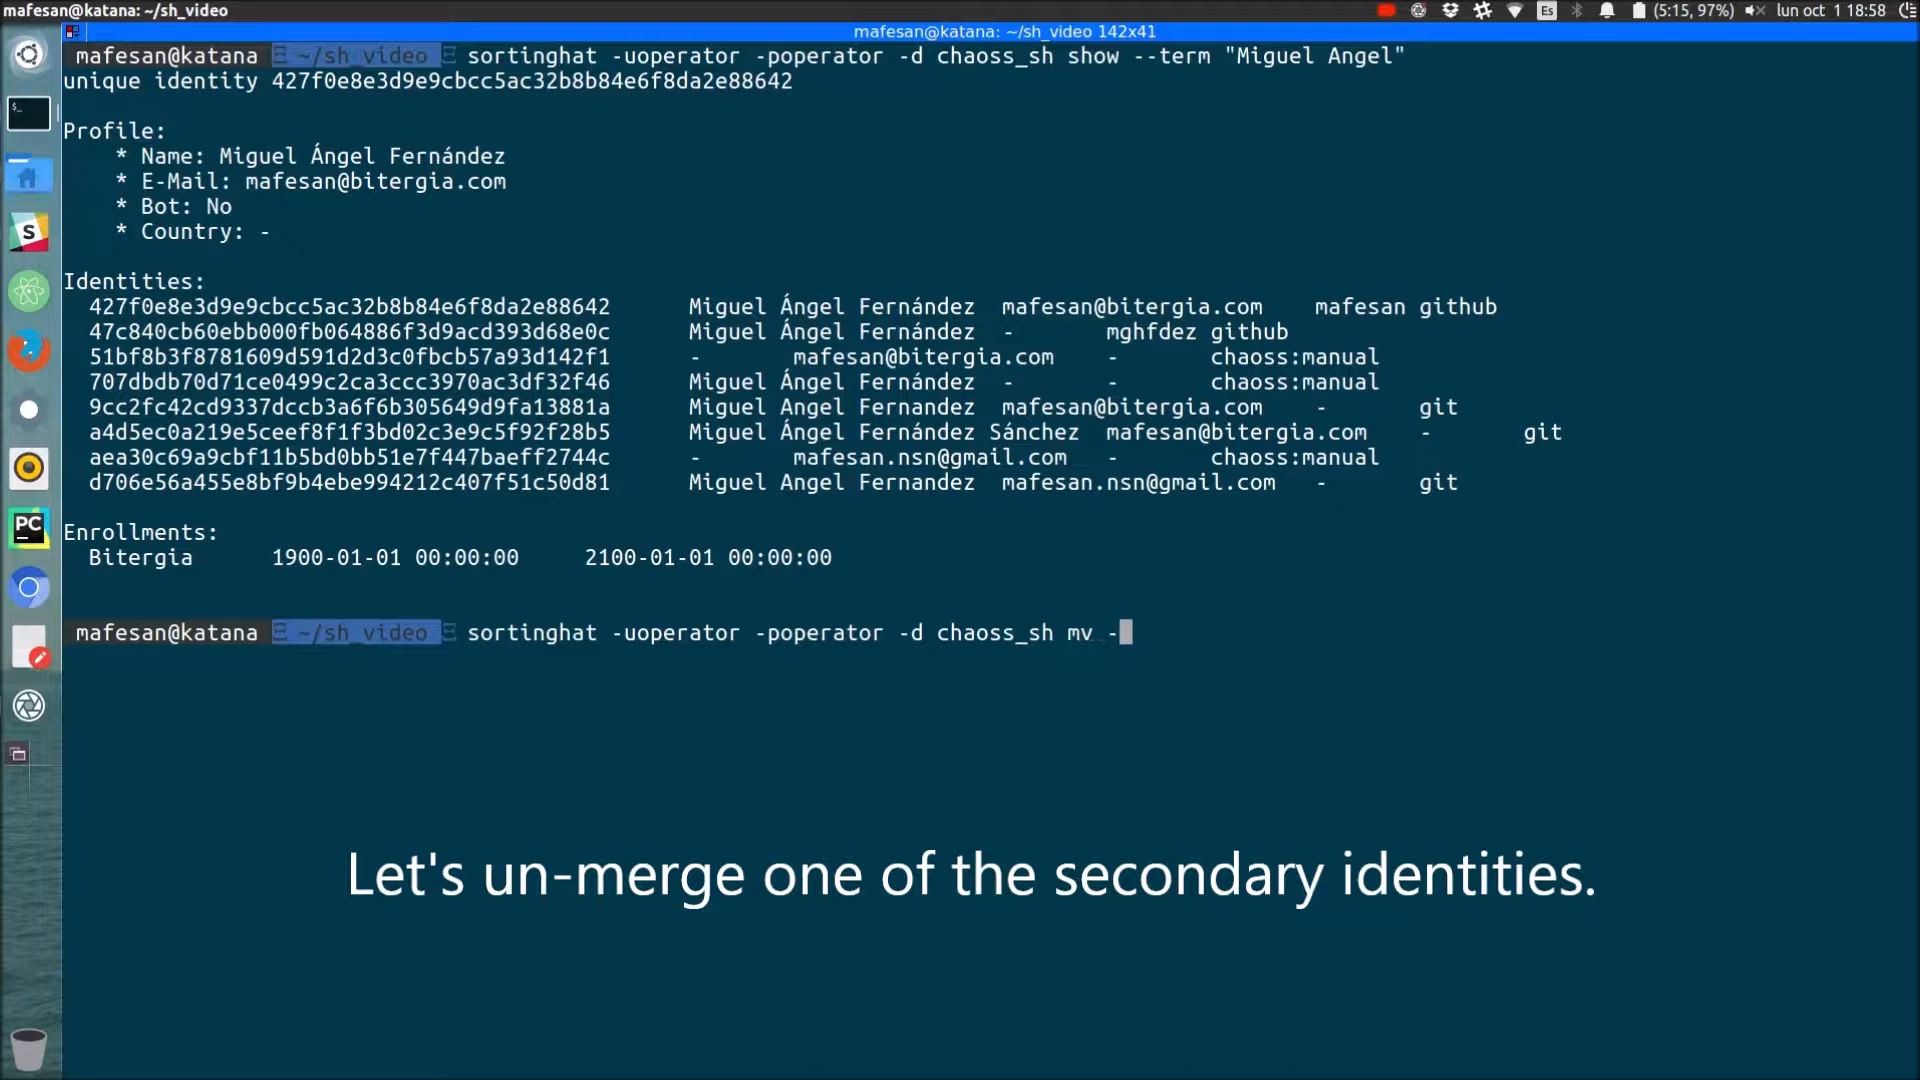 mafesan@katana: ~/sh_video
(5:15, 97%) lun oct 1 18:58
Es
mafesan@katana: ~/sh_video 142x41
mafesan@katana ~/sh_video sortinghat -uoperator -poperator -d chaoss_sh show --term "Miguel Angel"
unique identity 427f0e8e3d9e9cbcc5ac32b8b84e6f8da2e88642
Profile:
* Name: Miguel Ángel Fernández
* E-Mail: mafesan@bitergia.com
* Bot: No
* Country: -
Identities:
427f0e8e3d9e9cbcc5ac32b8b84e6f8da2e88642 Miguel Ángel Fernández mafesan@bitergia.com mafesan github
47c840cb60ebb000fb064886f3d9acd393d68e0c Miguel Ángel Fernández - mghfdez github
51bf8b3f8781609d591d2d3c0fbcb57a93d142f1 - mafesan@bitergia.com - chaoss:manual
707dbdb70d71ce0499c2ca3ccc3970ac3df32f46 Miguel Ángel Fernández - - chaoss:manual
9cc2fc42cd9337dccb3a6f6b305649d9fa13881a Miguel Ángel Fernandez mafesan@bitergia.com - git
a4d5ec0a219e5ceef8f1f3bd02c3e9c5f92f28b5 Miguel Ángel Fernández Sánchez mafesan@bitergia.com - git
aea30c69a9cbf11b5bd0bb51e7f447baeff2744c - mafesan.nsn@gmail.com - chaoss:manual
d706e56a455e8bf9b4ebe994212c407f51c50d81 Miguel Angel Fernandez mafesan.nsn@gmail.com - git
Enrollments:
Bitergia 1900-01-01 00:00:00 2100-01-01 00:00:00
mafesan@katana ~/sh_video sortinghat -uoperator -poperator -d chaoss_sh mv -
Let's un-merge one of the secondary identities.
S
PC